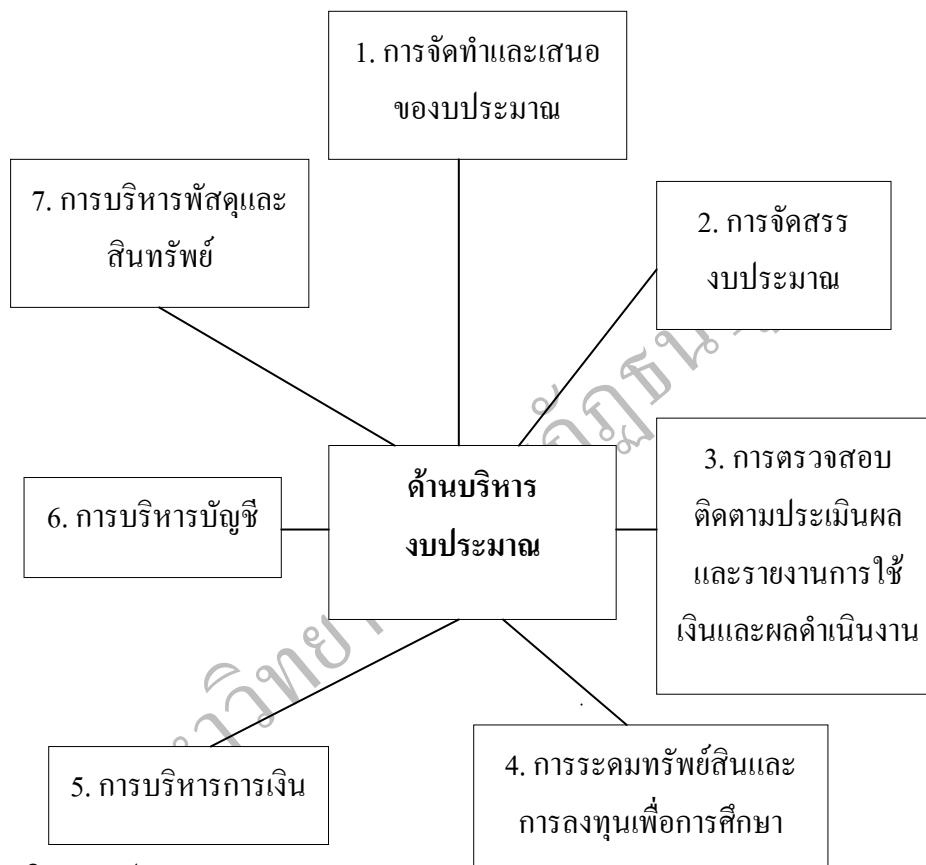 1. การจัดทำและเสนอ
ของบประมาณ
7. การบริหารพัสดุและ
สินทรัพย์
2. การจัดสรร
งบประมาณ
3. การตรวจสอบ
ติดตามประเมินผล
และรายงานการใช้
เงินและผลดำเนินงาน
ด้านบริหาร
งบประมาณ
6. การบริหารบัญชี
5. การบริหารการเงิน
4. การระดมทรัพย์สินและ
การลงทุนเพื่อการศึกษา